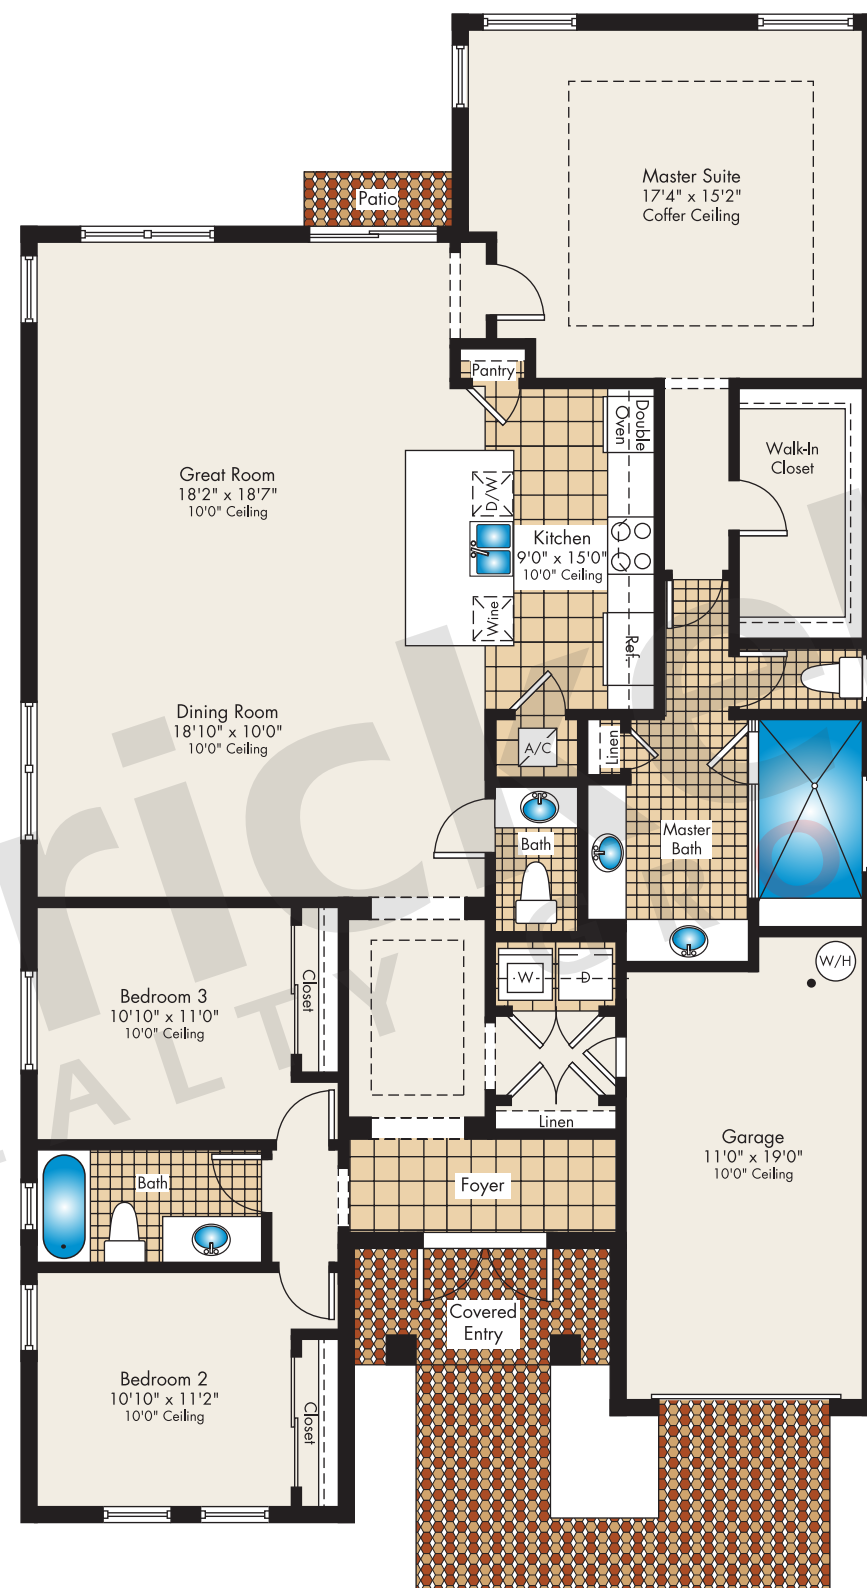 Master Suite
17'4" x 15'2"
Coffer Ceiling
Patio
Pantry
Double
Oven
Walk-In
Closet
Great Room
18'2" x 18'7"
10'0" Ceiling
D/W
Kitchen
9'0" x 15'0"
10'0" Ceiling
Wine
Ref.
Dining Room
18'10" x 10'0"
10'0" Ceiling
A/C
Linen
Master
Bath
Bath
W/H
W
D
Bedroom 3
10'10" x 11'0"
10'0" Ceiling
Closet
Linen
Garage
11'0" x 19'0"
10'0" Ceiling
Bath
Foyer
Covered
Entry
Bedroom 2
10'10" x 11'2"
10'0" Ceiling
Closet